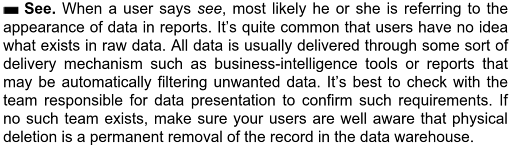 ▬ See. When a user says see, most likely he or she is referring to the
appearance of data in reports. It's quite common that users have no idea
what exists in raw data. All data is usually delivered through some sort of
delivery mechanism such as business-intelligence tools or reports that
may be automatically filtering unwanted data. It's best to check with the
team responsible for data presentation to confirm such requirements. If
no such team exists, make sure your users are well aware that physical
deletion is a permanent removal of the record in the data warehouse.